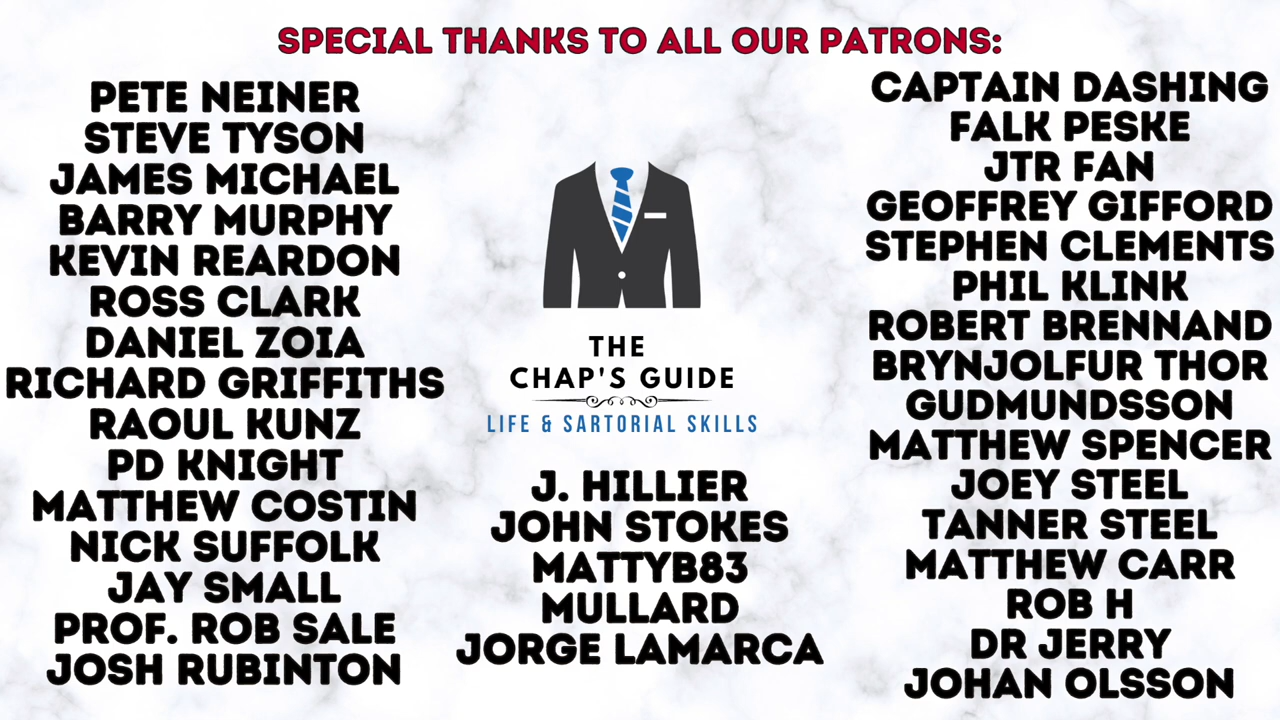 SPECIAL THANKS TO ALL OUR PATRONS:
PETE NEINER
STEVE TYSON
JAMES MICHAEL
BARRY MURPHY
KEVIN REARDON
ROSS CLARK
DANIEL ZOIA
RICHARD GRIFFITHS
RAOUL KUNZ
PD KNIGHT
MATTHEW COSTIN
NICK SUFFOLK
JAY SMALL
PROF. ROB SALE
JOSH RUBINTON
THE
CHAP'S GUIDE
LIFE & SARTORIAL SKILLS
J. HILLIER
JOHN STOKES
MATTYB83
MULLARD
JORGE LAMARCA
CAPTAIN DASHING
FALK PESKE
JTR FAN
GEOFFREY GIFFORD
STEPHEN CLEMENTS
PHIL KLINK
ROBERT BRENNAND
BRYNJOLFUR THOR
GUDMUNDSSON
MATTHEW SPENCER
JOEY STEEL
TANNER STEEL
MATTHEW CARR
ROB H
DR JERRY
JOHAN OLSSON